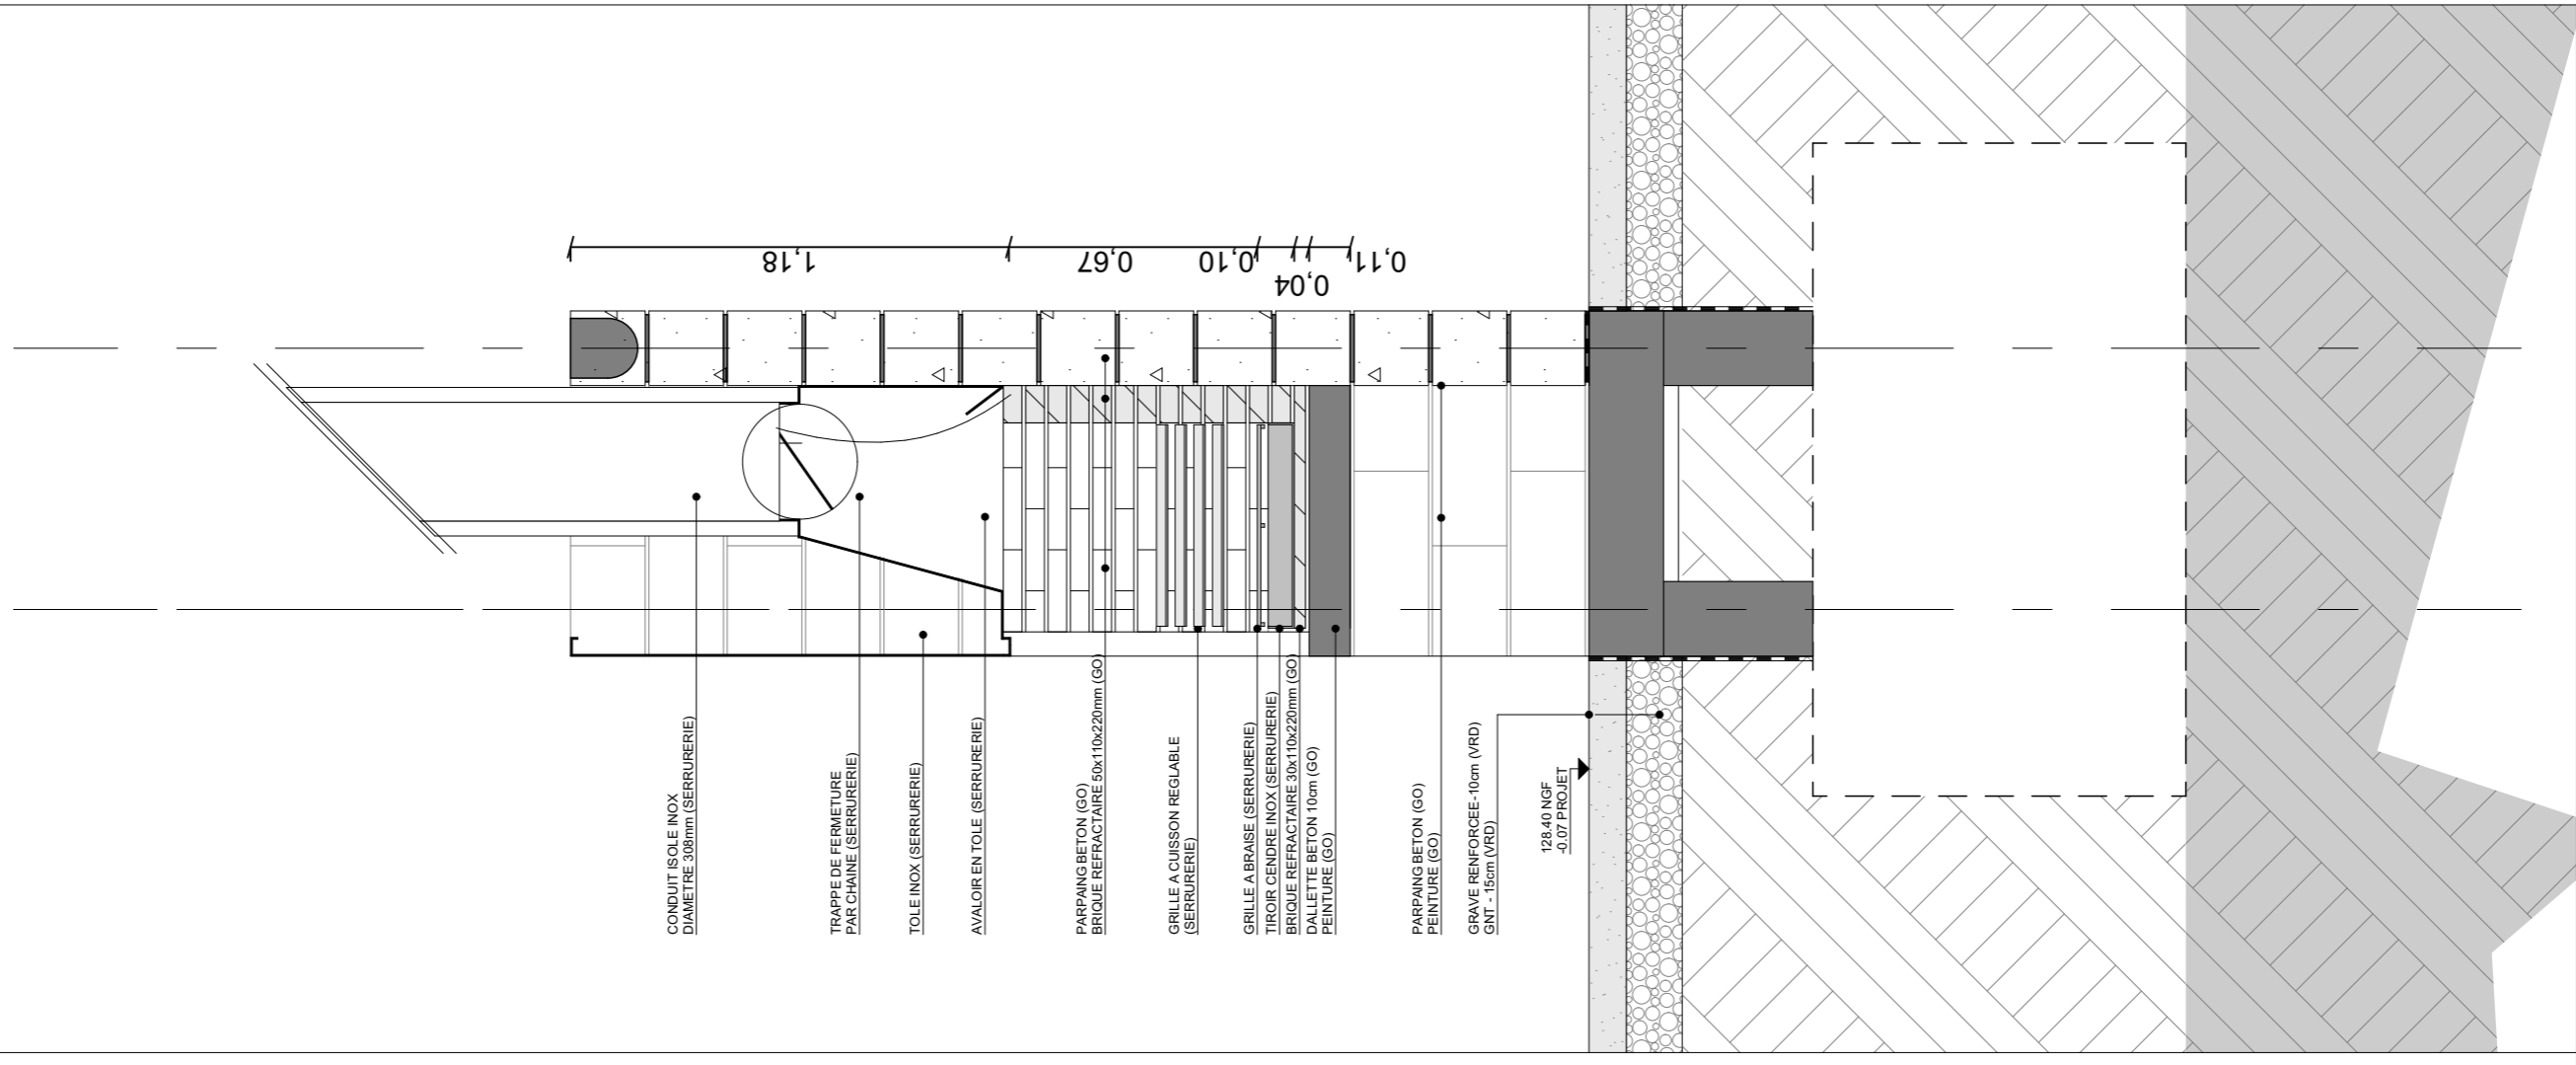 1,18
0,67
0,10
0,04
0,11
CONDUIT ISOLE INOX
DIAMETRE 308mm (SERRURERIE)
TRAPPE DE FERMETURE
PAR CHAINE (SERRURERIE)
TOLE INOX (SERRURERIE)
AVALOIR EN TOLE (SERRURERIE)
PARPAING BETON (GO)
BRIQUE REFRACTAIRE 50x110x220mm (GO)
GRILLE A CUISSON REGLABLE
(SERRURERIE)
GRILLE A BRAISE (SERRURERIE)
TIROIR CENDRE INOX (SERRURERIE)
BRIQUE REFRACTAIRE 30x110x220mm (GO)
DALLETTE BETON 10cm (GO)
PEINTURE (GO)
PARPAING BETON (GO)
PEINTURE (GO)
GRAVE RENFORCEE-10cm (VRD)
GNT - 15cm (VRD)
128.40 NGF
-0.07 PROJET